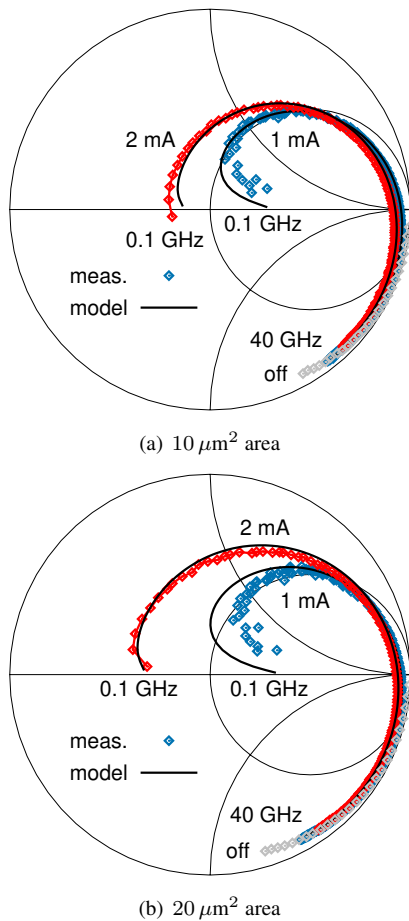 2 mA
1 mA
0.1 GHz
0.1 GHz
meas.
model
40 GHz
off
(a) 10 μm² area
2 mA
1 mA
0.1 GHz
0.1 GHz
meas.
model
40 GHz
off
(b) 20 μm² area